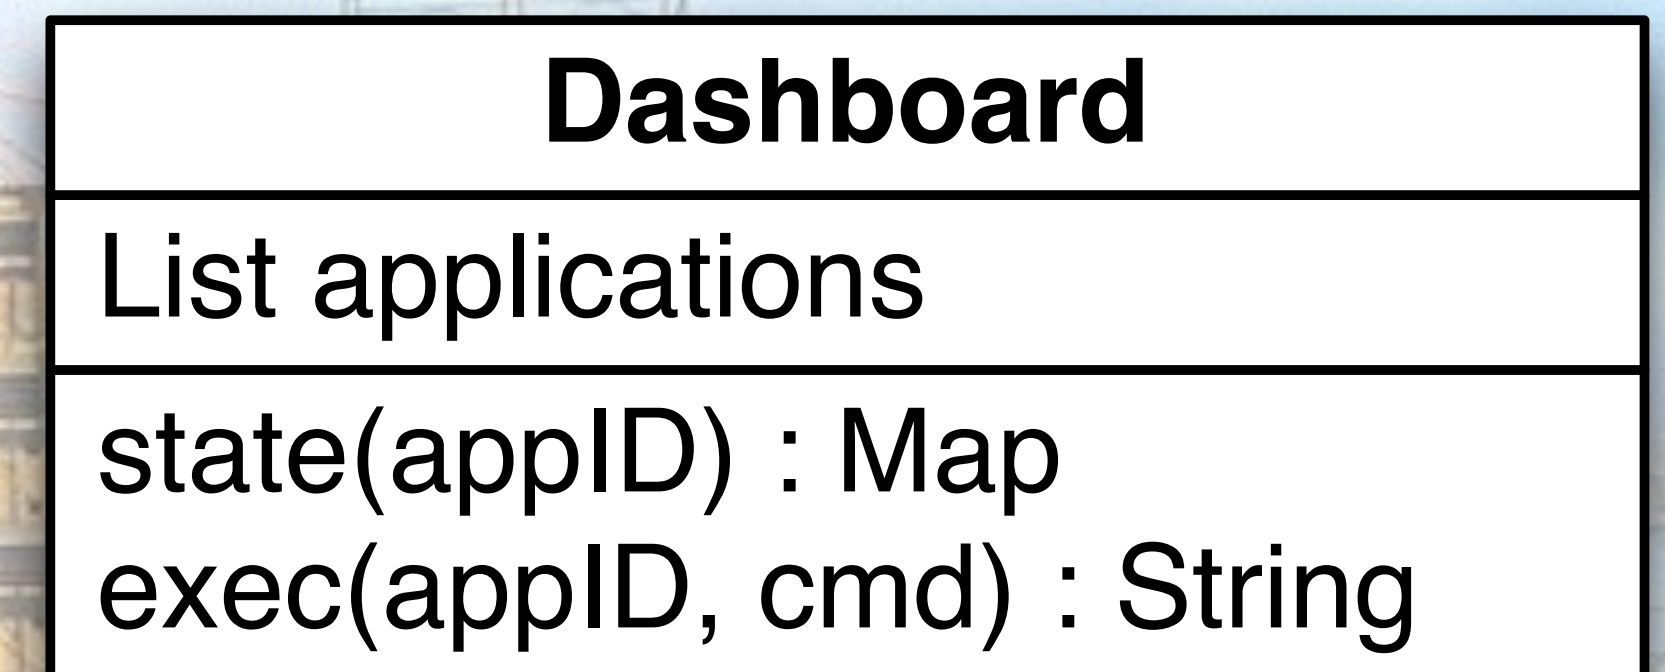 Dashboard
List applications
state(appID) : Map
exec(appID, cmd) : String